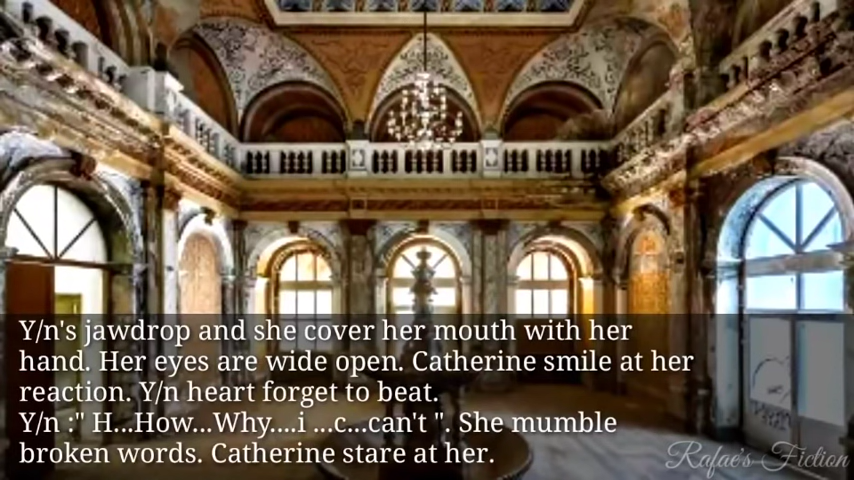 Y/n's jawdrop and she cover her mouth with her
hand. Her eyes are wide open. Catherine smile at her
reaction. Y/n heart forget to beat.
Y/n :" H...How...Why....i ...c...can't ". She mumble
broken words. Catherine stare at her.
Rafae's Fiction